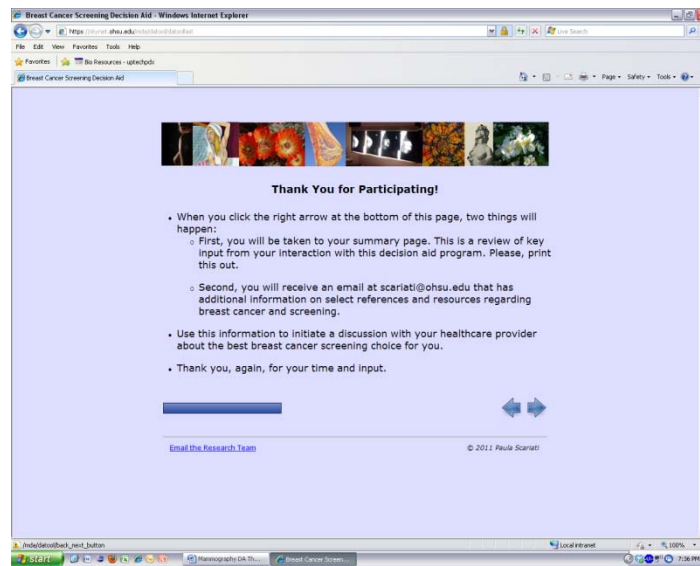 Breast Cancer Screening Decision Aid - Windows Internet Explorer
Live Search
File Edit View Favorites Tools Help
Favorites Bio Resources - uptechpdx
Breast Cancer Screening Decision Aid Page Safety Tools
Thank You for Participating!
• When you click the right arrow at the bottom of this page, two things will
happen:
o First, you will be taken to your summary page. This is a review of key
input from your interaction with this decision aid program. Please, print
this out.
o Second, you will receive an email at scariati@ohsu.edu that has
additional information on select references and resources regarding
breast cancer and screening.
• Use this information to initiate a discussion with your healthcare provider
about the best breast cancer screening choice for you.
• Thank you, again, for your time and input.
Email the Research Team © 2011 Paula Scariati
/mda/datool/back_next_button Local intranet 100%
start Mammography DA Th... Breast Cancer Screen... 7:36 PM